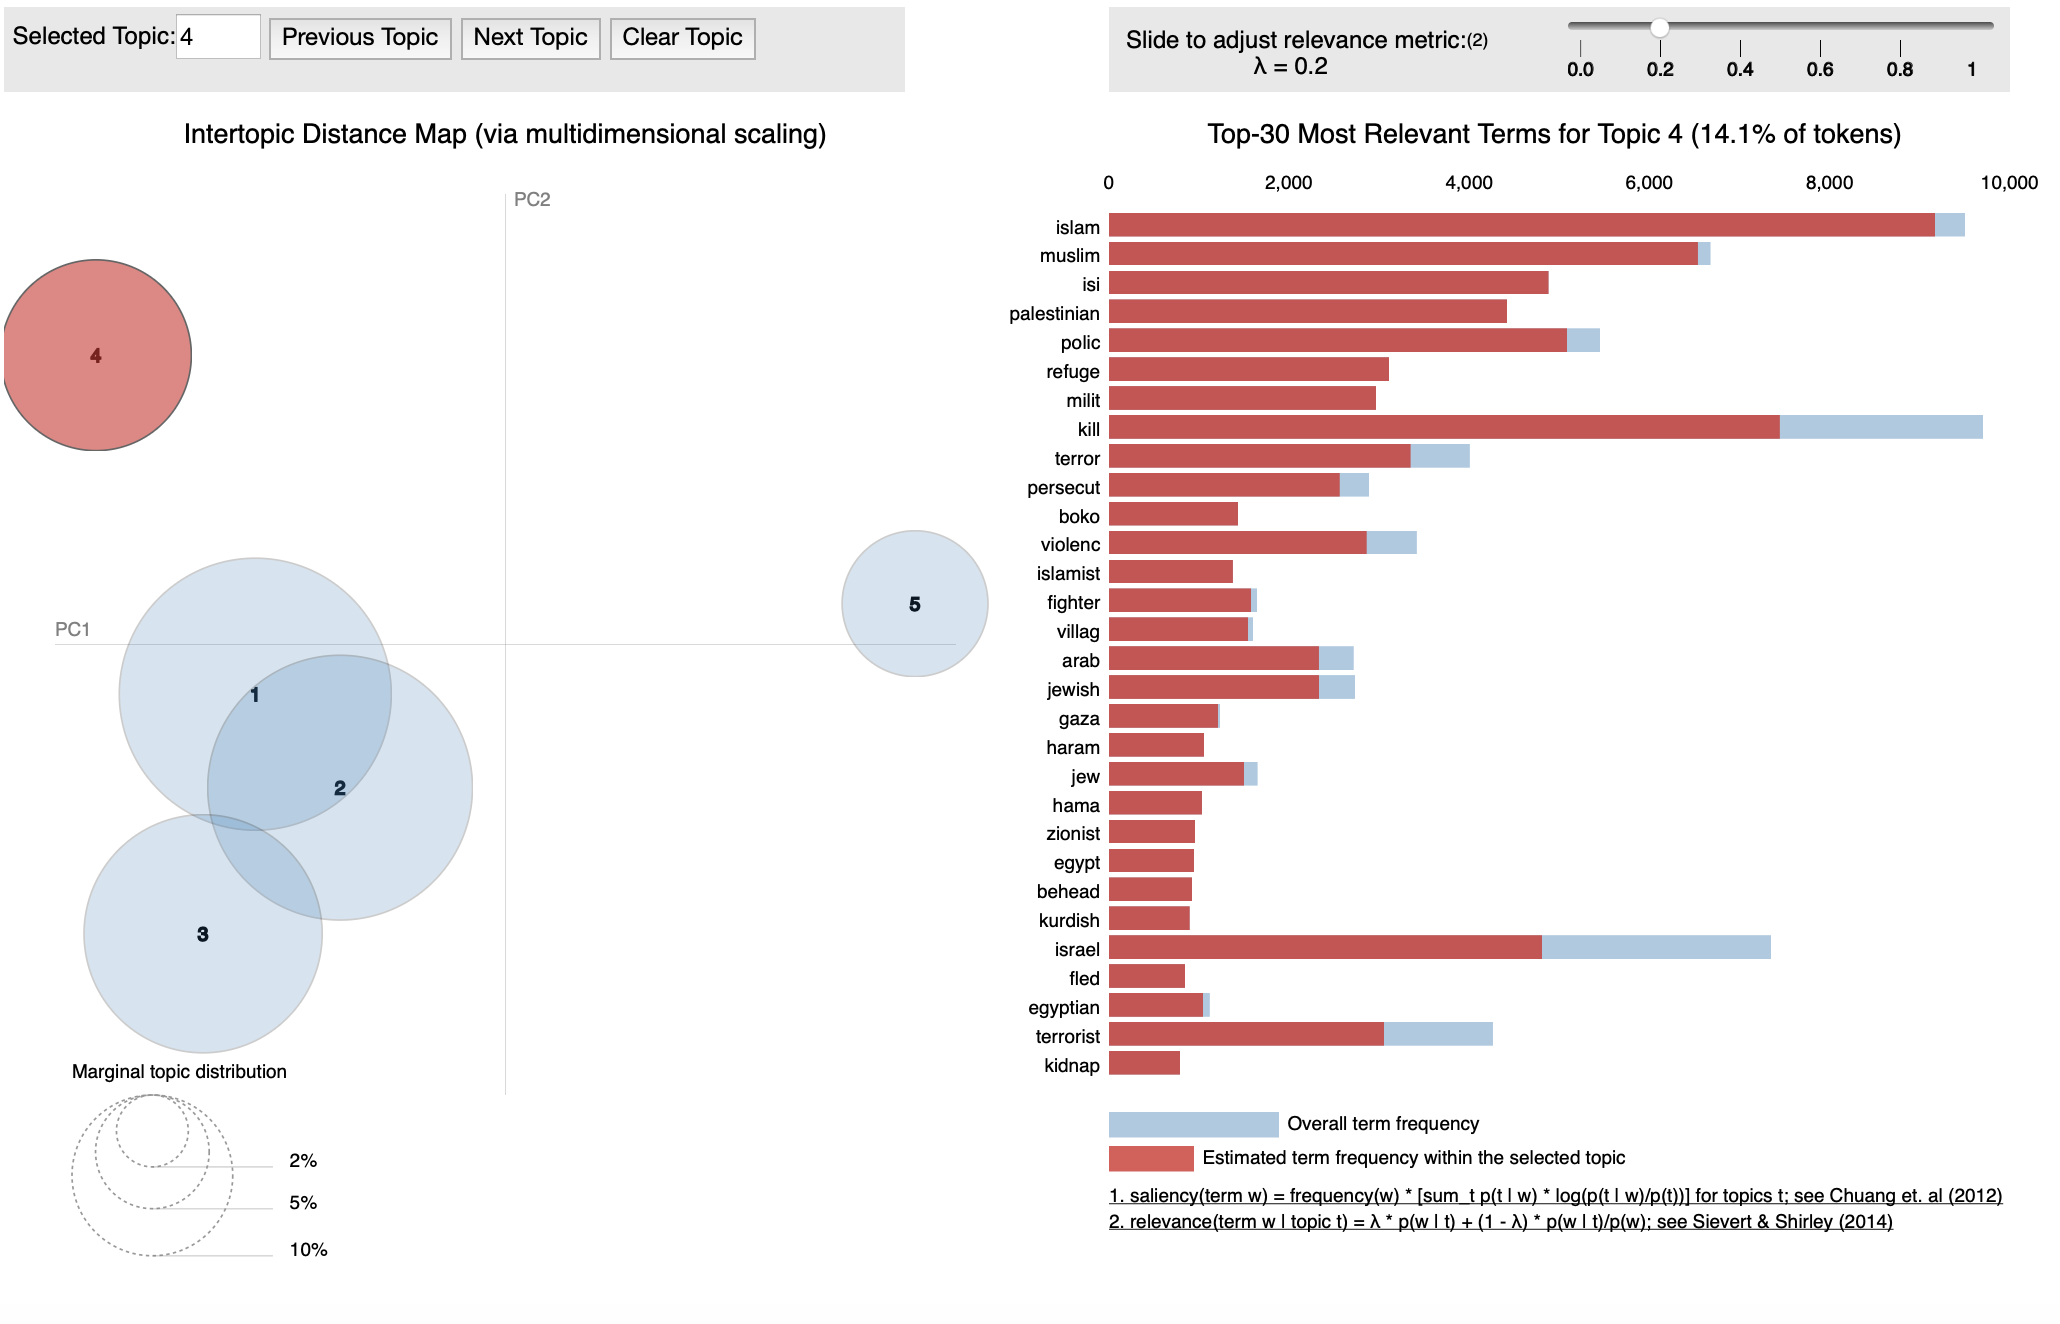 Selected Topic: 4 Previous Topic Next Topic Clear Topic
Slide to adjust relevance metric:(2)
λ = 0.2
0.0 0.2 0.4 0.6 0.8 1
Intertopic Distance Map (via multidimensional scaling)
PC2
4
5
PC1
1
2
3
Marginal topic distribution
2%
5%
10%
Top-30 Most Relevant Terms for Topic 4 (14.1% of tokens)
0 2,000 4,000 6,000 8,000 10,000
islam
muslim
isi
palestinian
polic
refuge
milit
kill
terror
persecut
boko
violenc
islamist
fighter
villag
arab
jewish
gaza
haram
jew
hama
zionist
egypt
behead
kurdish
israel
fled
egyptian
terrorist
kidnap
Overall term frequency
Estimated term frequency within the selected topic
1. saliency(term w) = frequency(w) * [sum_t p(t | w) * log(p(t | w)/p(t))] for topics t; see Chuang et. al (2012)
2. relevance(term w | topic t) = λ * p(w | t) + (1 - λ) * p(w | t)/p(w); see Sievert & Shirley (2014)